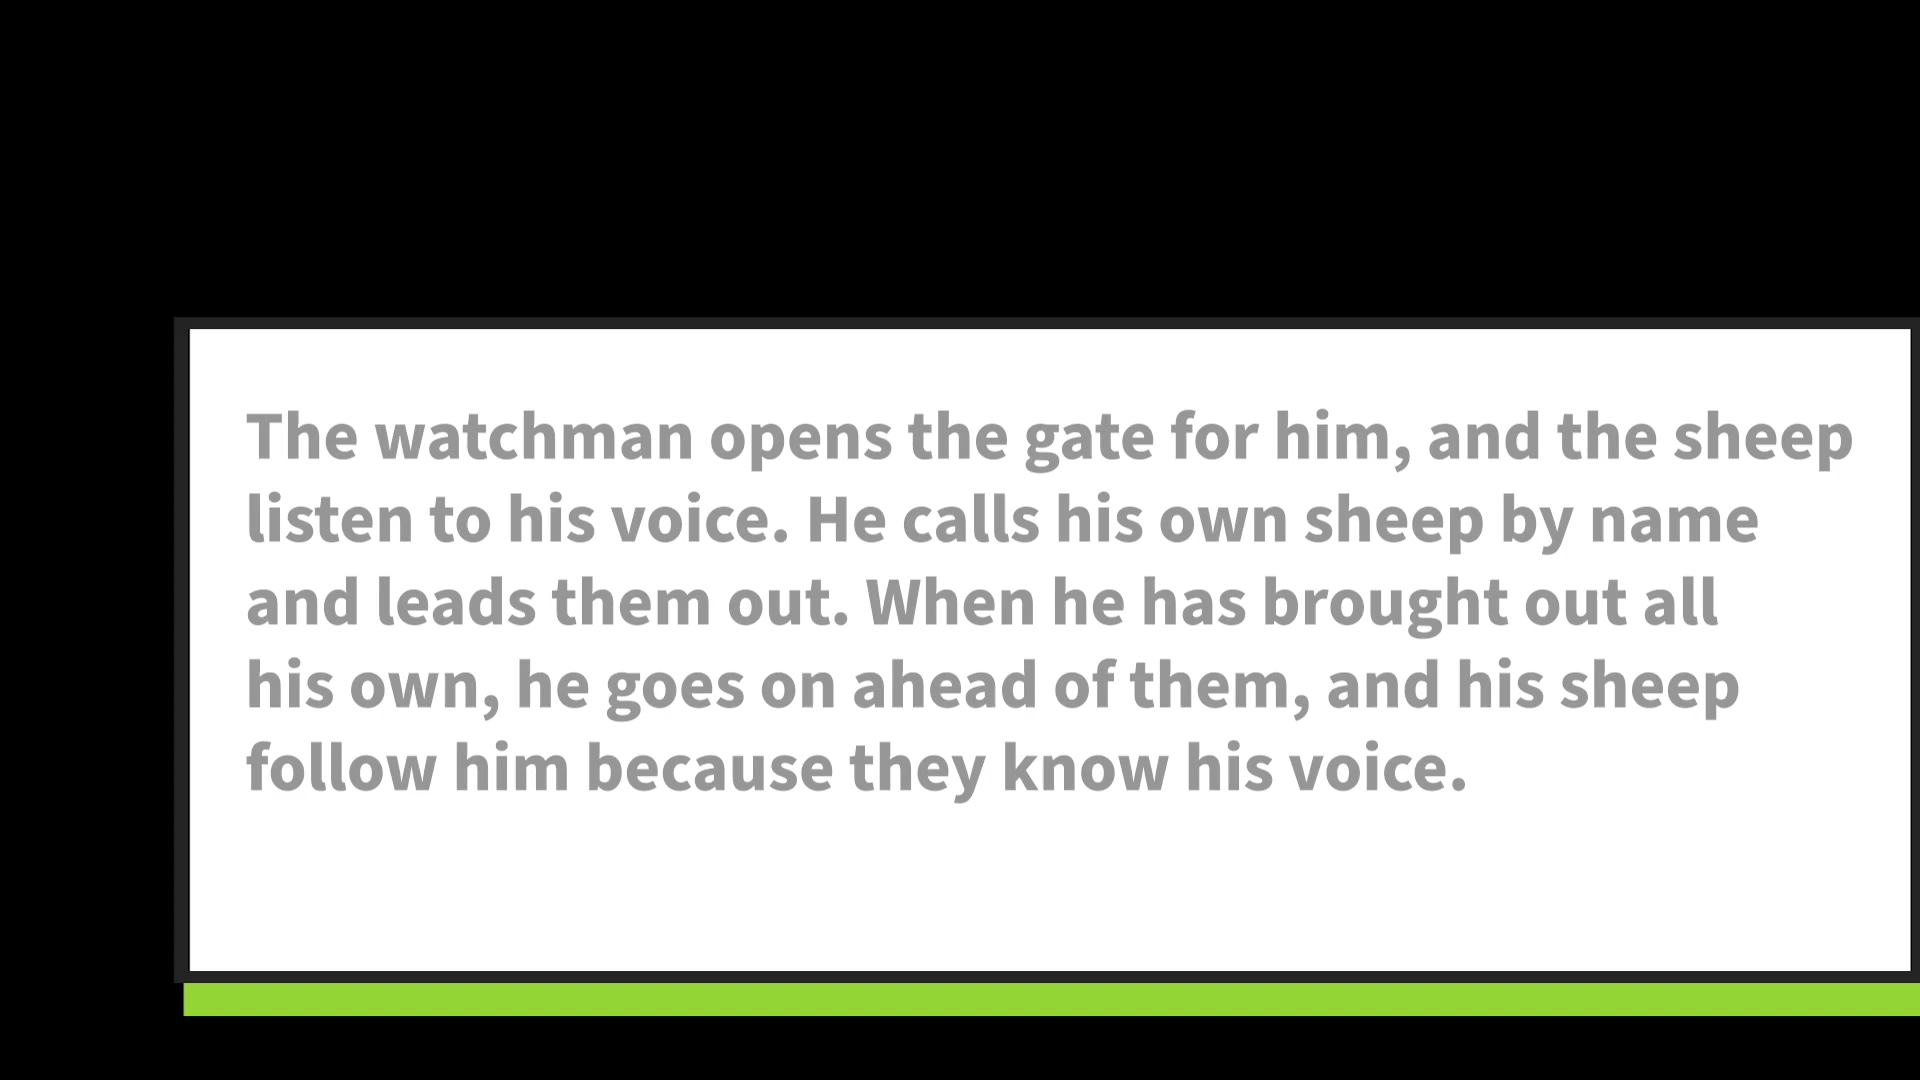 The watchman opens the gate for him, and the sheep
listen to his voice. He calls his own sheep by name
and leads them out. When he has brought out all
his own, he goes on ahead of them, and his sheep
follow him because they know his voice.